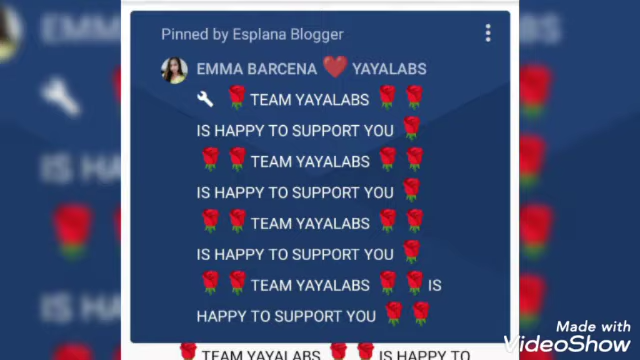 Pinned by Esplana Blogger
EMMA BARCENA ❤️ YAYALABS
🔧 🌹 TEAM YAYALABS 🌹 🌹
IS HAPPY TO SUPPORT YOU 🌹
🌹 🌹 TEAM YAYALABS 🌹 🌹
IS HAPPY TO SUPPORT YOU 🌹
🌹 🌹 TEAM YAYALABS 🌹 🌹
IS HAPPY TO SUPPORT YOU 🌹
🌹 🌹 TEAM YAYALABS 🌹 🌹 IS
HAPPY TO SUPPORT YOU 🌹 🌹
🌹 TEAM YAYALABS 🌹 🌹 IS HAPPY TO
Made with
VideoShow